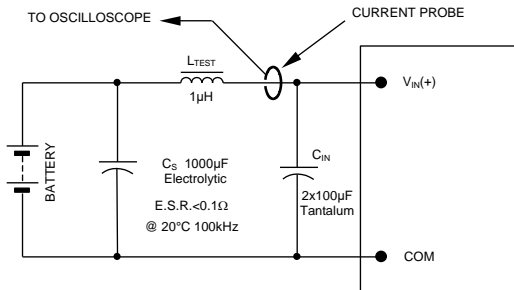 TO OSCILLOSCOPE
CURRENT PROBE
LTEST
1µH
VIN(+)
BATTERY
CS 1000µF
Electrolytic
E.S.R.<0.1Ω
@ 20°C 100kHz
CIN
2x100µF
Tantalum
COM